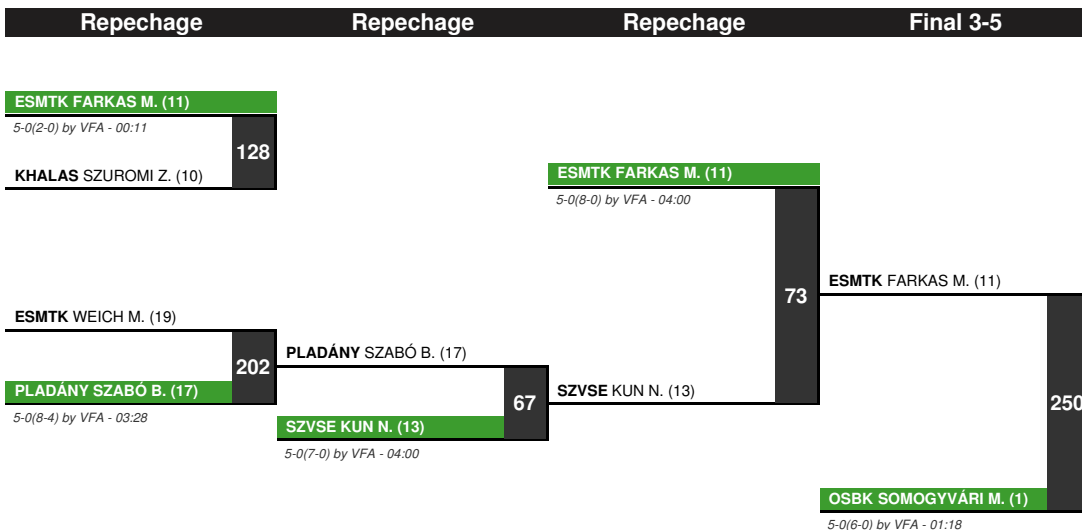 Repechage Repechage Repechage Final 3-5
ESMTK FARKAS M. (11)
5-0(2-0) by VFA - 00:11
128
KHALAS SZUROMI Z. (10)
ESMTK WEICH M. (19)
202
PLADÁNY SZABÓ B. (17)
5-0(8-4) by VFA - 03:28
PLADÁNY SZABÓ B. (17)
67
SZVSE KUN N. (13)
5-0(7-0) by VFA - 04:00
ESMTK FARKAS M. (11)
5-0(8-0) by VFA - 04:00
73
SZVSE KUN N. (13)
ESMTK FARKAS M. (11)
250
OSBK SOMOGYVÁRI M. (1)
5-0(6-0) by VFA - 01:18